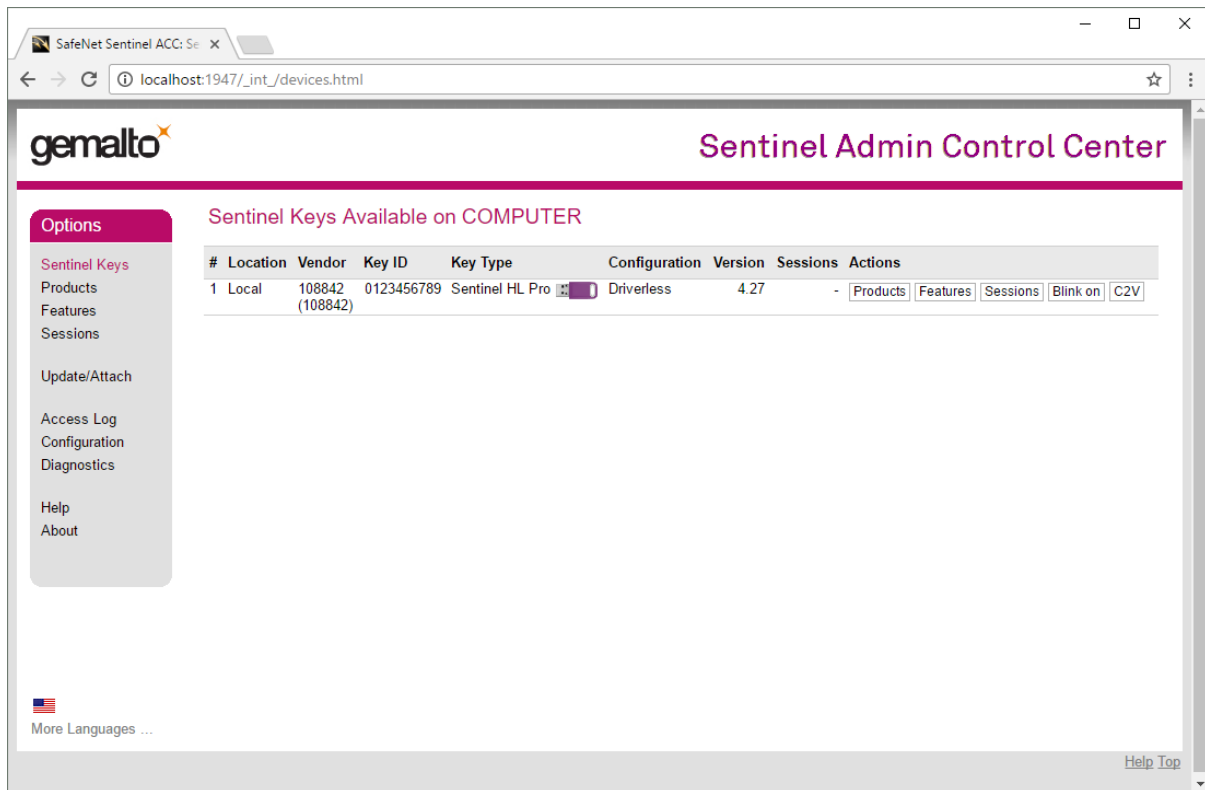 SafeNet Sentinel ACC: Se
localhost:1947/_int_/devices.html
gemalto
Sentinel Admin Control Center
Options
Sentinel Keys
Products
Features
Sessions
Update/Attach
Access Log
Configuration
Diagnostics
Help
About
More Languages ...
Sentinel Keys Available on COMPUTER
# Location Vendor Key ID Key Type Configuration Version Sessions Actions
1 Local 108842 0123456789 Sentinel HL Pro Driverless 4.27 - Products Features Sessions Blink on C2V
(108842)
Help Top